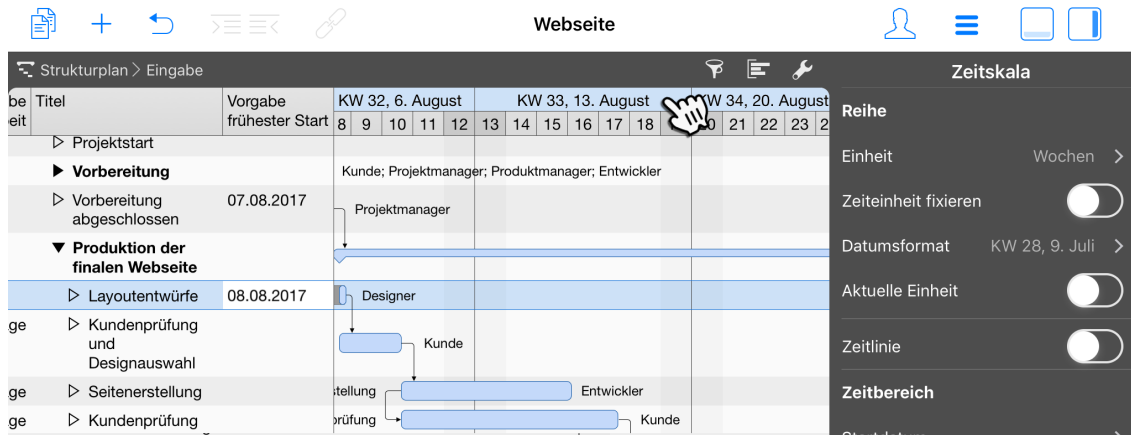 Webseite
Strukturplan > Eingabe
Zeitskala
be Titel Vorgabe KW 32, 6. August KW 33, 13. August KW 34, 20. August
eit frühester Start 8 9 10 11 12 13 14 15 16 17 18 20 21 22 23 2
Projektstart
Vorbereitung Kunde; Projektmanager; Produktmanager; Entwickler
Vorbereitung 07.08.2017 Projektmanager
abgeschlossen
Produktion der
finalen Webseite
Layoutentwürfe 08.08.2017 Designer
ge Kundenprüfung Kunde
und
Designauswahl
ge Seitenerstellung stellung Entwickler
ge Kundenprüfung prüfung Kunde
Reihe
Einheit Wochen >
Zeiteinheit fixieren
Datumsformat KW 28, 9. Juli >
Aktuelle Einheit
Zeitlinie
Zeitbereich